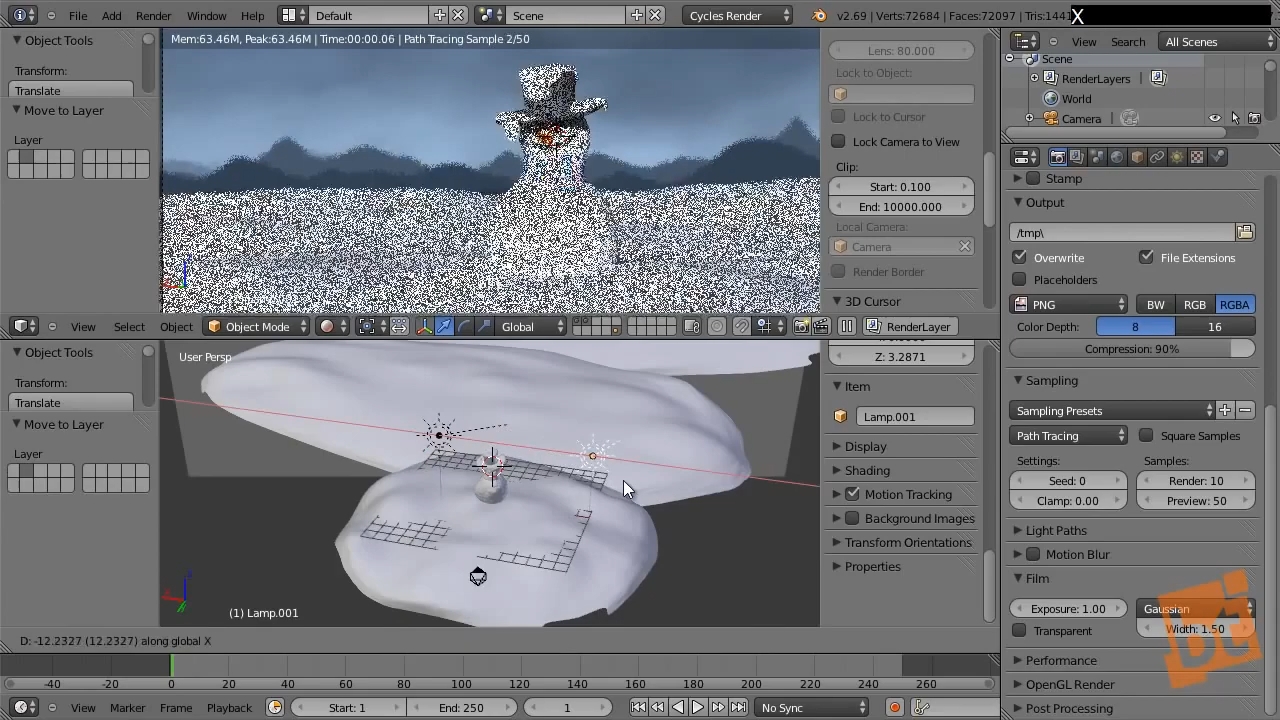 File
Add
Render
Window
Help
Default
Scene
Cycles Render
v2.69 | Verts:72684 | Faces:72097 | Tris:1441
X
Object Tools
Transform:
Translate
Move to Layer
Layer
Mem:63.46M, Peak:63.46M | Time:00:00.06 | Path Tracing Sample 2/50
Lens: 80.000
Lock to Object:
Lock to Cursor
Lock Camera to View
Clip:
Start: 0.100
End: 10000.000
Local Camera:
Camera
Render Border
3D Cursor
View
Search
All Scenes
Scene
RenderLayers
World
Camera
Stamp
Output
/tmp\
Overwrite
File Extensions
Placeholders
PNG
BW
RGB
RGBA
Color Depth:
8
16
Compression: 90%
Sampling
Sampling Presets
Path Tracing
Square Samples
Settings:
Samples:
Seed: 0
Render: 10
Clamp: 0.00
Preview: 50
Light Paths
Motion Blur
Film
Exposure: 1.00
Gaussian
Transparent
Width: 1.50
Performance
OpenGL Render
Post Processing
View
Select
Object
Object Mode
Global
RenderLayer
Object Tools
Transform:
Translate
Move to Layer
Layer
User Persp
(1) Lamp.001
Z: 3.2871
Item
Lamp.001
Display
Shading
Motion Tracking
Background Images
Transform Orientations
Properties
D: -12.2327 (12.2327) along global X
-40
-20
0
20
40
60
80
100
120
140
160
180
200
220
240
260
View
Marker
Frame
Playback
Start: 1
End: 250
1
No Sync